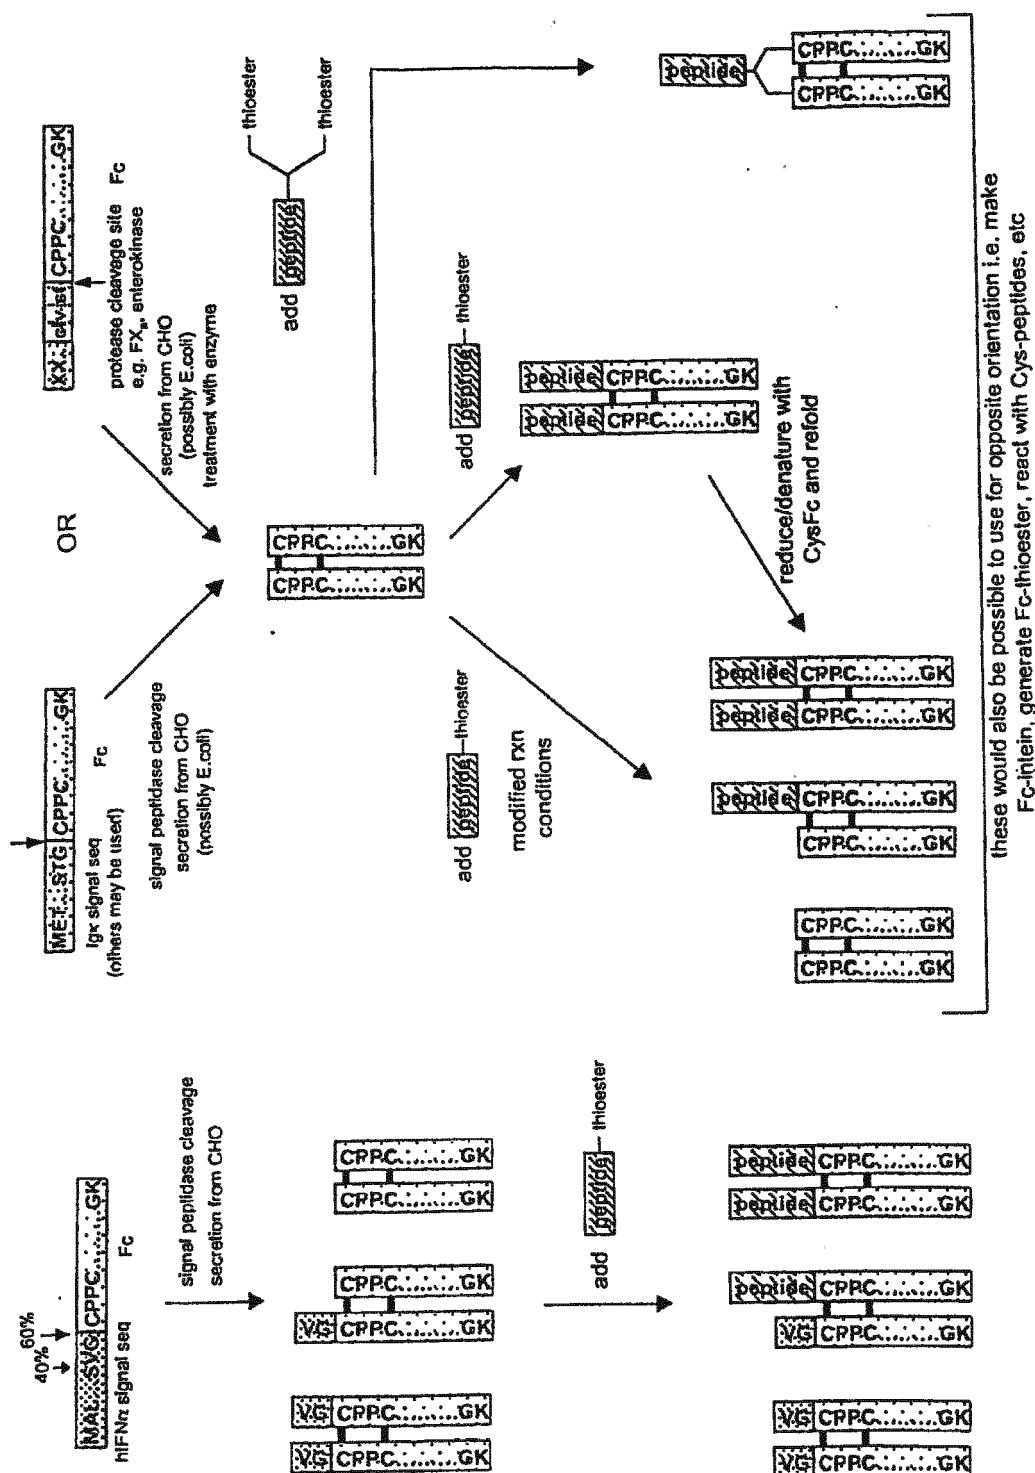 40% 60%
MAL...SVG CPPC.......GK
hIFNα signal seq Fc
signal peptidase cleavage
secretion from CHO
VG CPPC.......GK
VG CPPC.......GK
VG CPPC.......GK
CPPC.......GK
CPPC.......GK
CPPC.......GK
add peptide thioester
VG CPPC.......GK
VG CPPC.......GK
VG CPPC.......GK
peptide CPPC.......GK
peptide CPPC.......GK
peptide CPPC.......GK
MET...STG CPPC.......GK
Igκ signal seq Fc
(others may be used)
signal peptidase cleavage
secretion from CHO
(possibly E.coli)
OR
CPPC.......GK
protease cleavage site Fc
e.g. FXa, enterokinase
secretion from CHO
(possibly E.coli)
treatment with enzyme
CPPC.......GK
CPPC.......GK
add peptide thioester
modified rxn
conditions
add peptide thioester
add peptide thioester
thioester
peptide CPPC.......GK
peptide CPPC.......GK
reduce/denature with
CysFc and refold
CPPC.......GK
CPPC.......GK
CPPC.......GK
peptide CPPC.......GK
peptide CPPC.......GK
peptide CPPC.......GK
peptide
CPPC.......GK
CPPC.......GK
these would also be possible to use for opposite orientation i.e. make
Fc-intein, generate Fc-thioester, react with Cys-peptides, etc